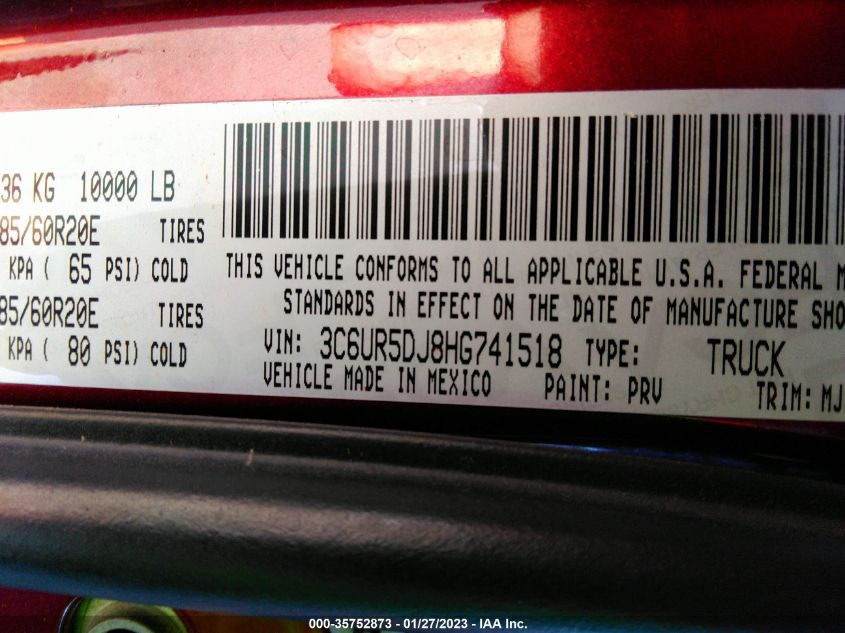 36 KG 10000 LB
85/60R20E TIRES
KPA ( 65 PSI) COLD
85/60R20E TIRES
KPA ( 80 PSI) COLD
THIS VEHICLE CONFORMS TO ALL APPLICABLE U.S.A. FEDERAL M
STANDARDS IN EFFECT ON THE DATE OF MANUFACTURE SHO
VIN: 3C6UR5DJ8HG741518 TYPE: TRUCK
VEHICLE MADE IN MEXICO PAINT: PRV TRIM: MJ
000-35752873 - 01/27/2023 - IAA Inc.